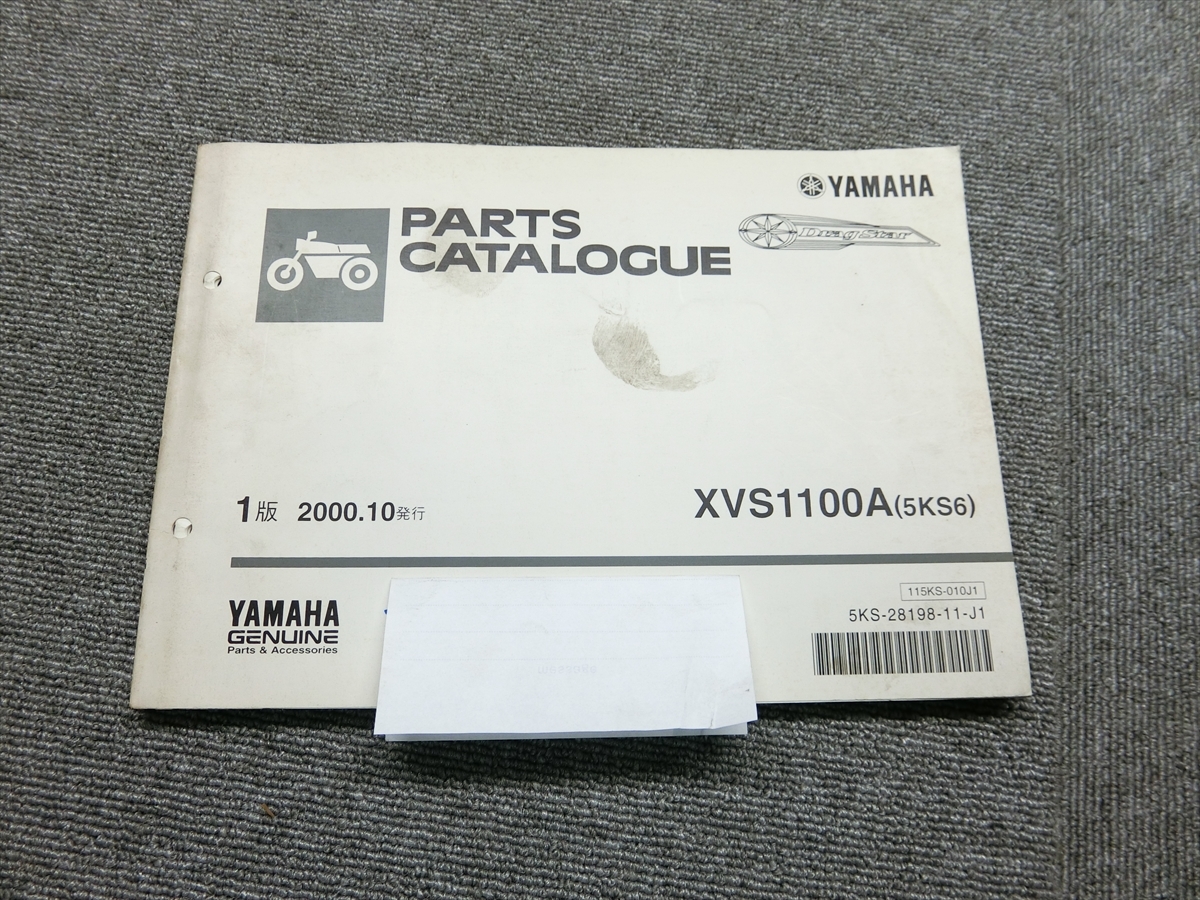 YAMAHA
PARTS
CATALOGUE
Drag Star
1版 2000.10発行
XVS1100A(5KS6)
115KS-010J1
5KS-28198-11-J1
YAMAHA
GENUINE
Parts & Accessories